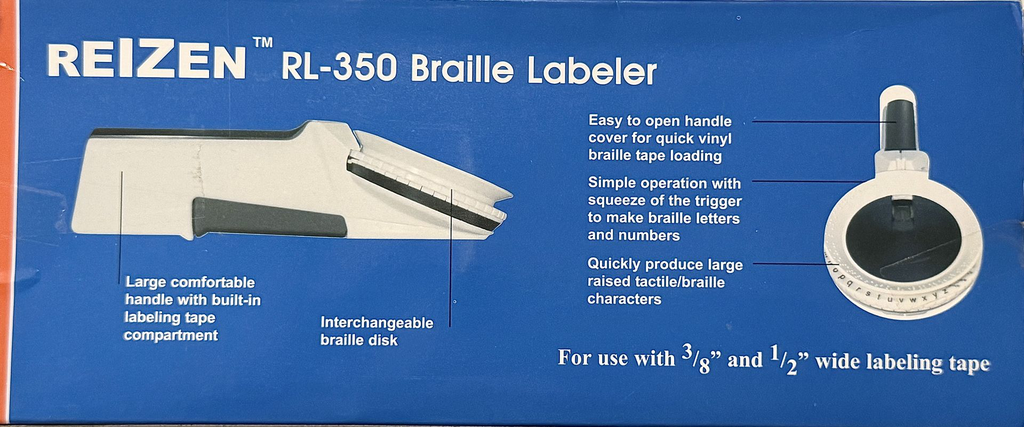 REIZEN™ RL-350 Braille Labeler
Easy to open handle
cover for quick vinyl
braille tape loading
Simple operation with
squeeze of the trigger
to make braille letters
and numbers
Quickly produce large
raised tactile/braille
characters
Large comfortable
handle with built-in
labeling tape
compartment
Interchangeable
braille disk
o p q r s t u v w x y z
For use with 3/8” and 1/2” wide labeling tape